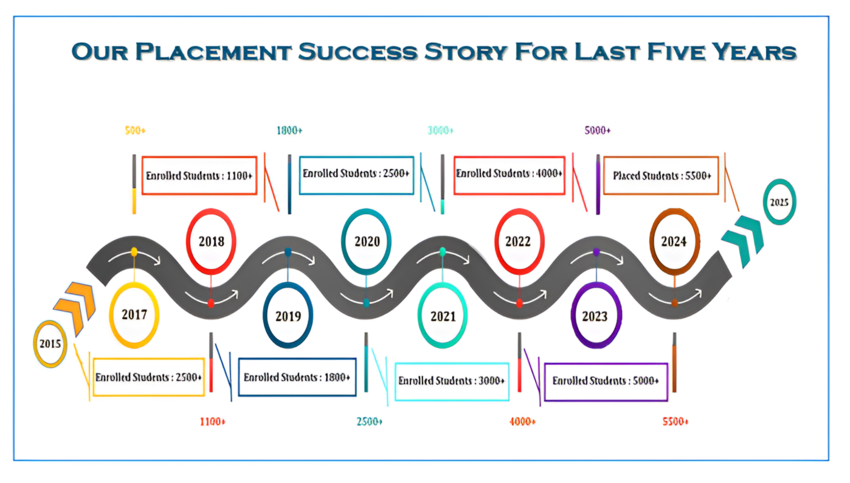 OUR PLACEMENT SUCCESS STORY FOR LAST FIVE YEARS
500+ 1800+ 3000+ 5000+
Enrolled Students : 1100+ Enrolled Students : 2500+ Enrolled Students : 4000+ Placed Students : 5500+
2025
2018 2020 2022 2024
2017 2019 2021 2023
2015
Enrolled Students : 2500+ Enrolled Students : 1800+ Enrolled Students : 3000+ Enrolled Students : 5000+
1100+ 2500+ 4000+ 5500+